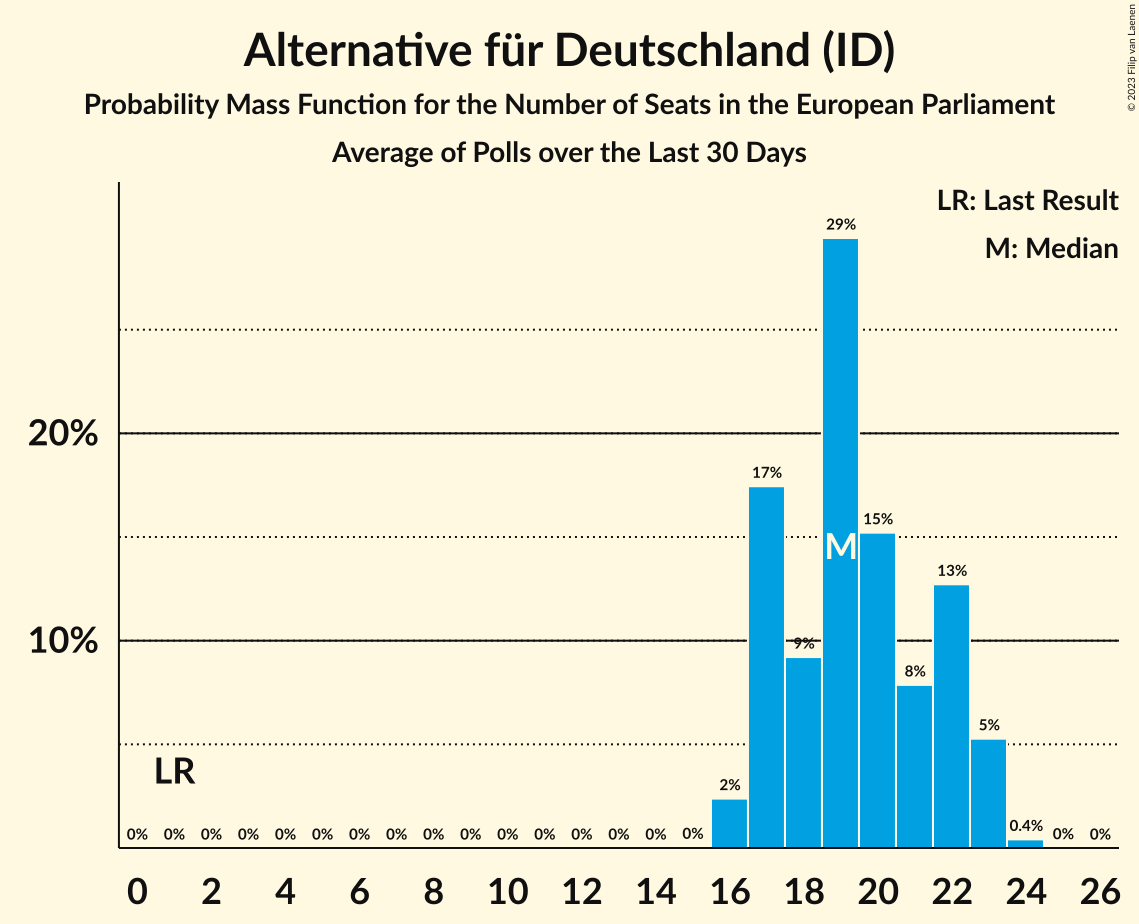 Alternative für Deutschland (ID)
Probability Mass Function for the Number of Seats in the European Parliament
Average of Polls over the Last 30 Days
© 2023 Filip van Laenen
LR: Last Result
M: Median
29%
20%
17%
15%
M
13%
10%
9%
8%
5%
LR
2%
0.4%
0% 0% 0% 0% 0% 0% 0% 0% 0% 0% 0% 0% 0% 0% 0% 0% 0% 0%
0 2 4 6 8 10 12 14 16 18 20 22 24 26